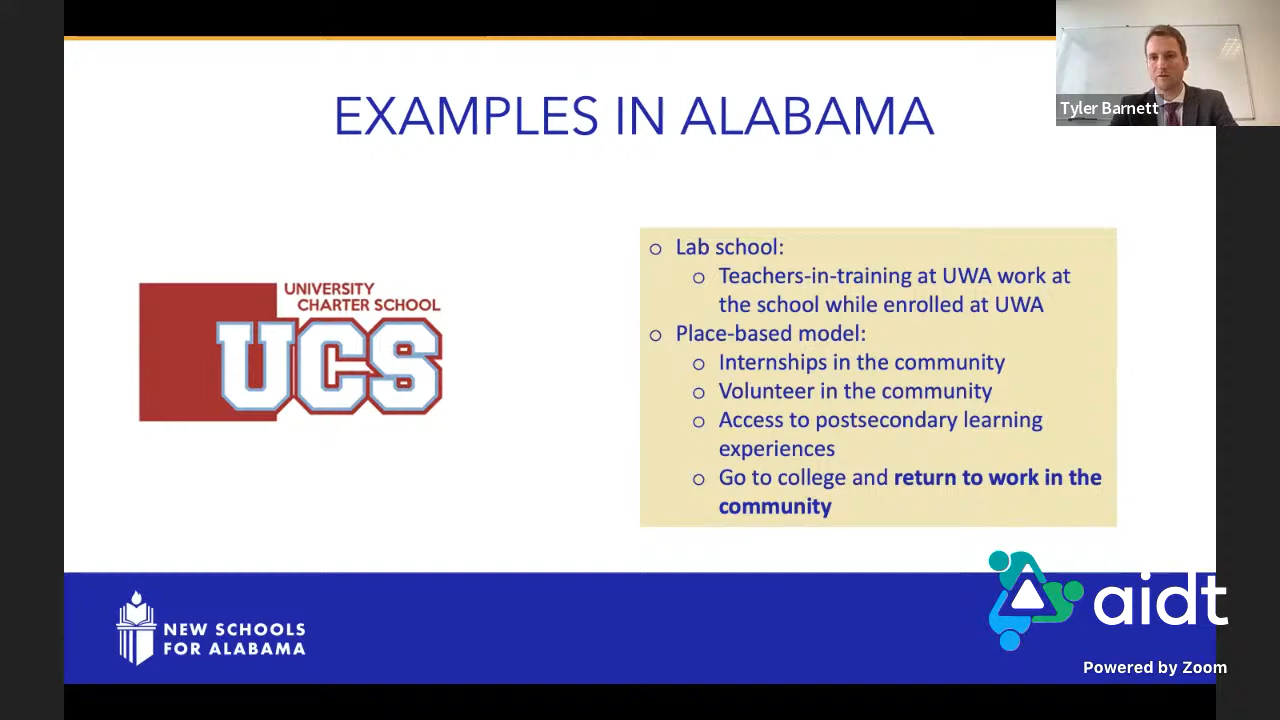 EXAMPLES IN ALABAMA
Tyler Barnett
UNIVERSITY
CHARTER SCHOOL
UCS
o Lab school:
o Teachers-in-training at UWA work at
the school while enrolled at UWA
o Place-based model:
o Internships in the community
o Volunteer in the community
o Access to postsecondary learning
experiences
o Go to college and return to work in the
community
NEW SCHOOLS
FOR ALABAMA
aidt
Powered by Zoom